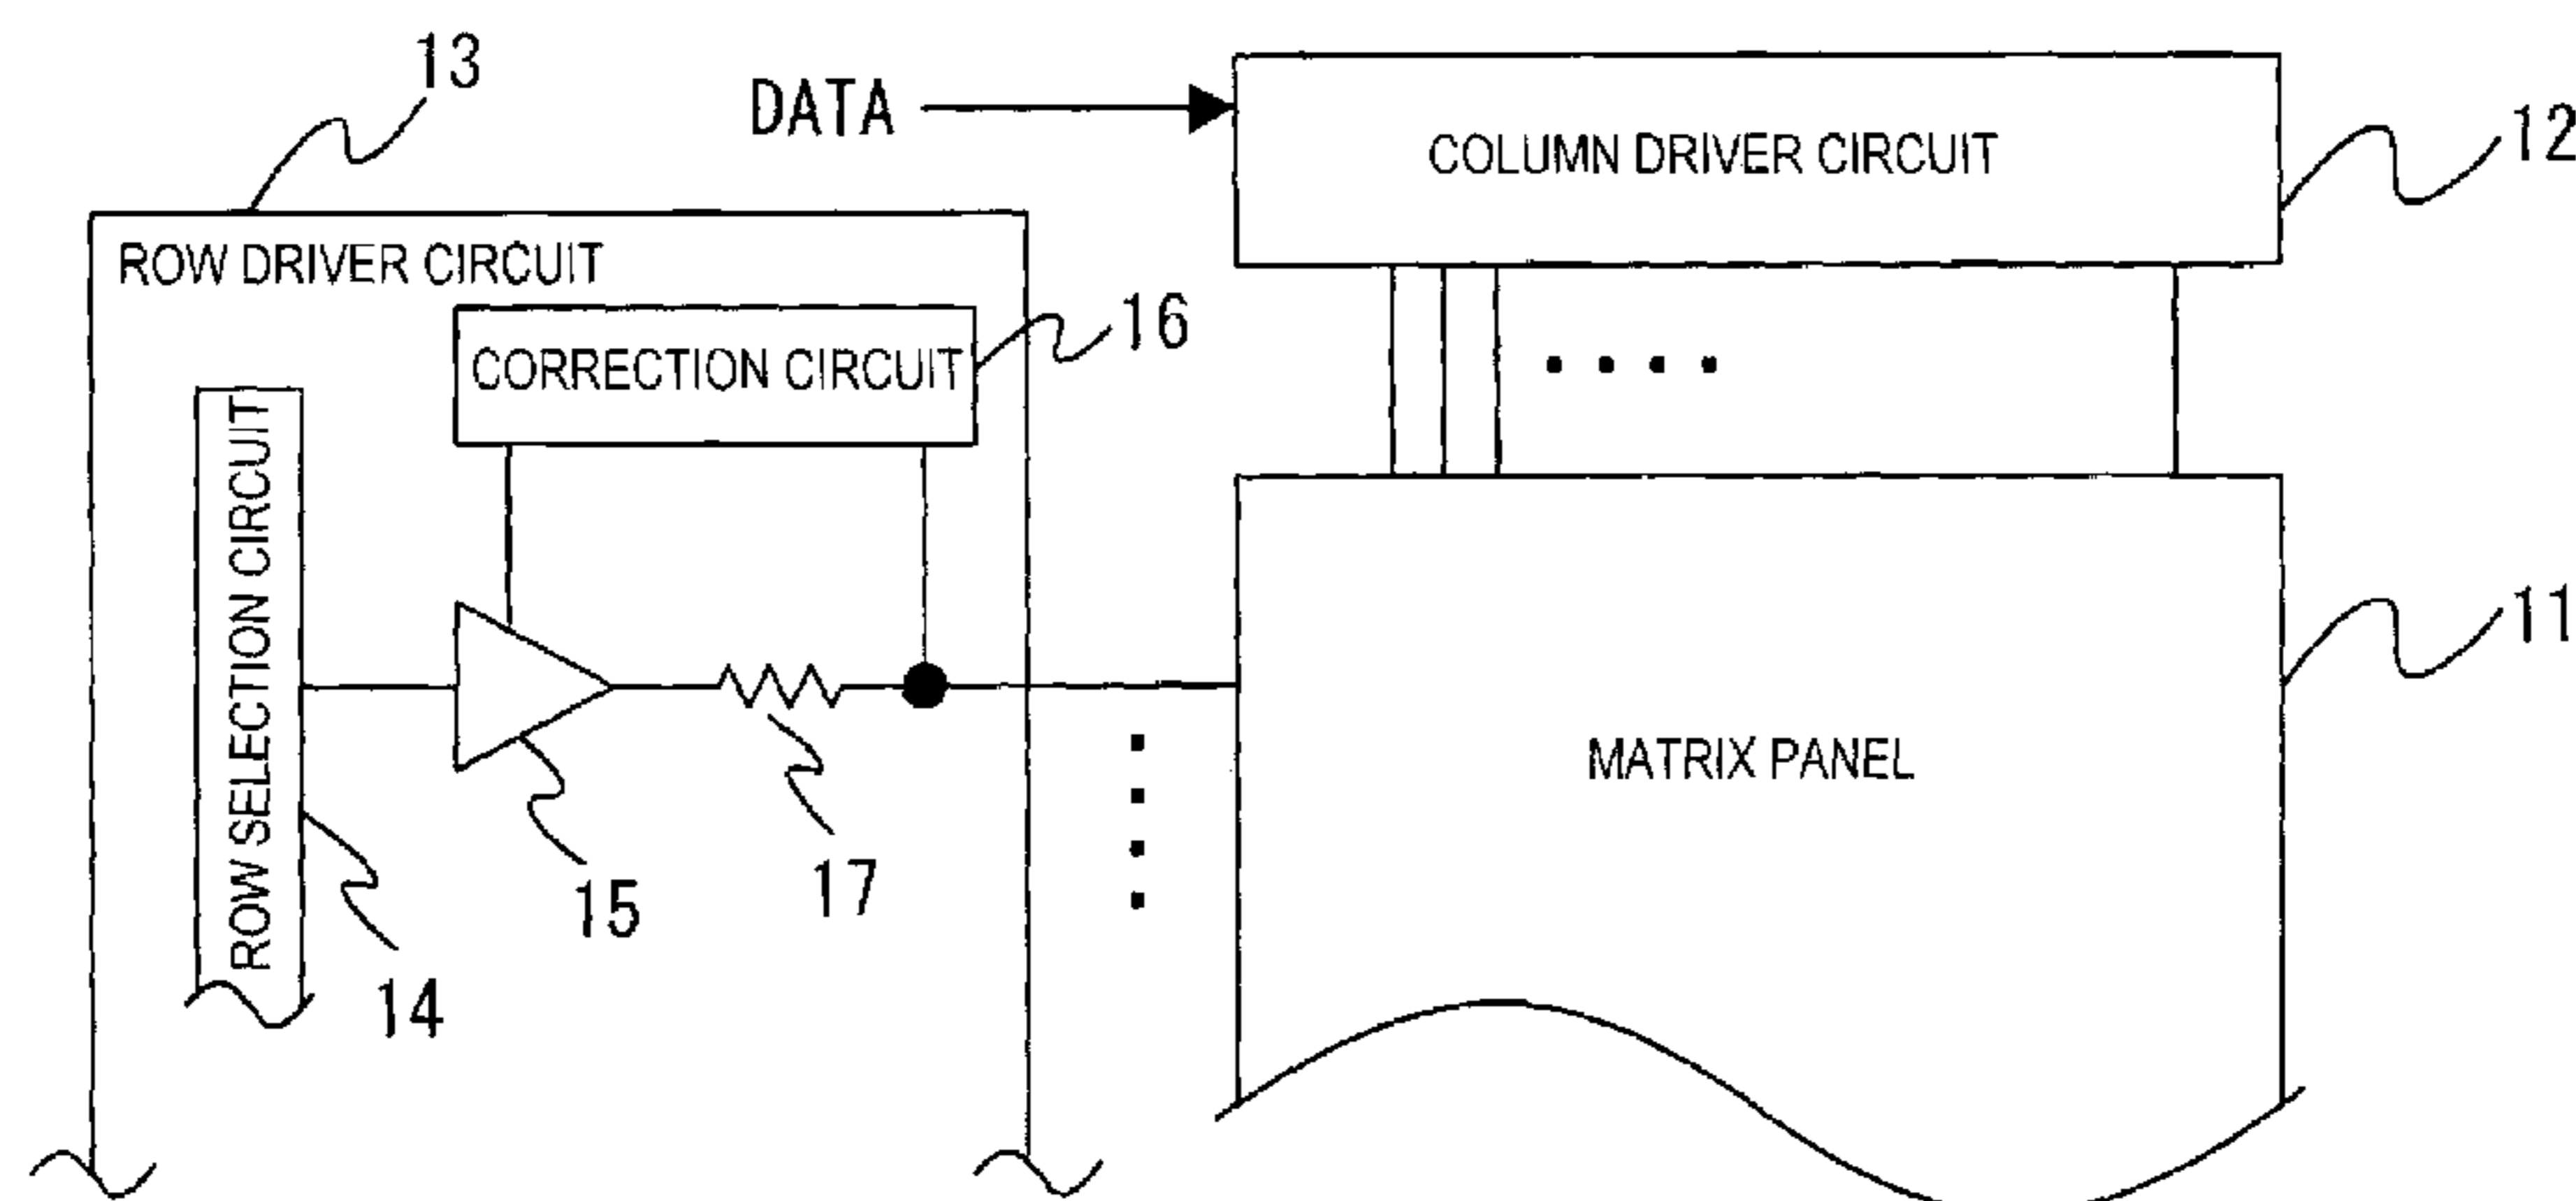 13
DATA
COLUMN DRIVER CIRCUIT
12
ROW DRIVER CIRCUIT
CORRECTION CIRCUIT
16
ROW SELECTION CIRCUIT
11
MATRIX PANEL
15
17
14